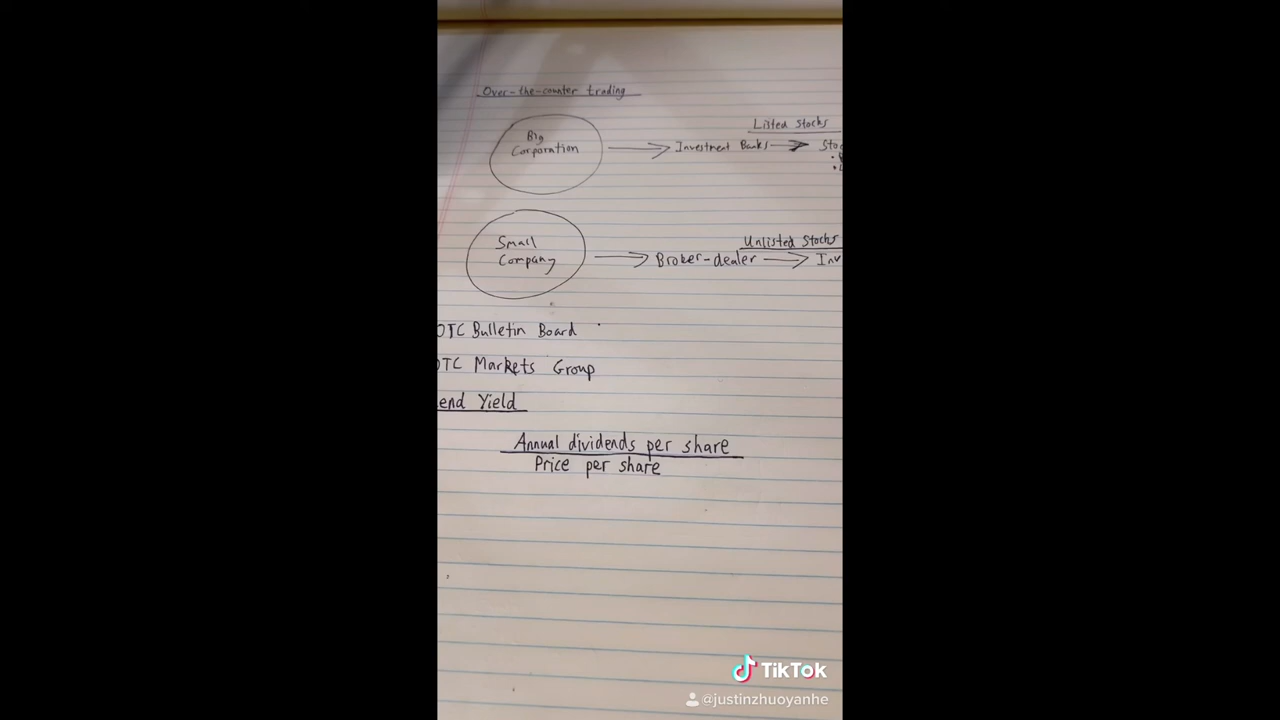 Over-the-counter trading
Big
Corporation
Investment Banks
Listed Stocks
Small
Company
Broker-dealer
Unlisted Stocks
OTC Bulletin Board
OTC Markets Group
end Yield
Annual dividends per share
Price per share
TikTok
@justinzhuoyanhe